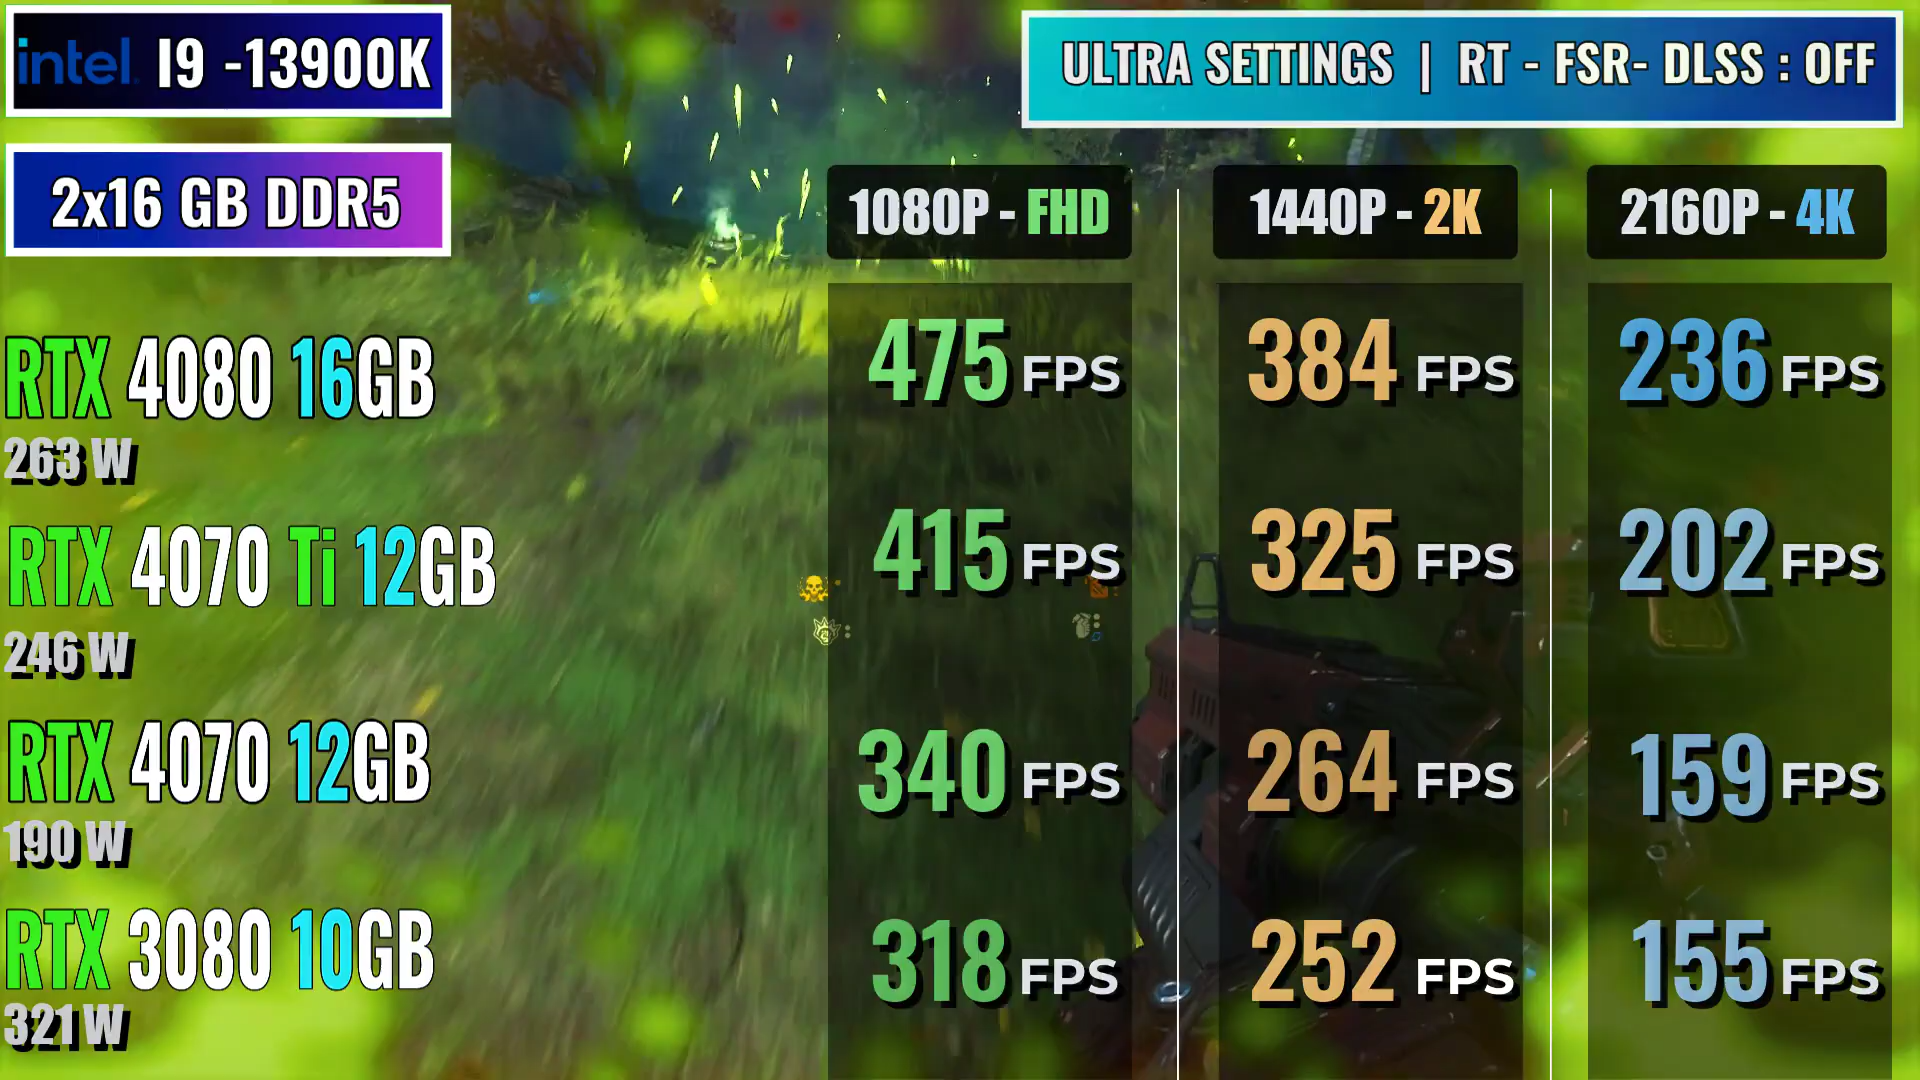 intel I9 -13900K
ULTRA SETTINGS | RT - FSR- DLSS : OFF
2x16 GB DDR5
1080P - FHD 1440P - 2K 2160P - 4K
RTX 4080 16GB 475 FPS 384 FPS 236 FPS
263 W
RTX 4070 Ti 12GB 415 FPS 325 FPS 202 FPS
246 W
RTX 4070 12GB 340 FPS 264 FPS 159 FPS
190 W
RTX 3080 10GB 318 FPS 252 FPS 155 FPS
321 W